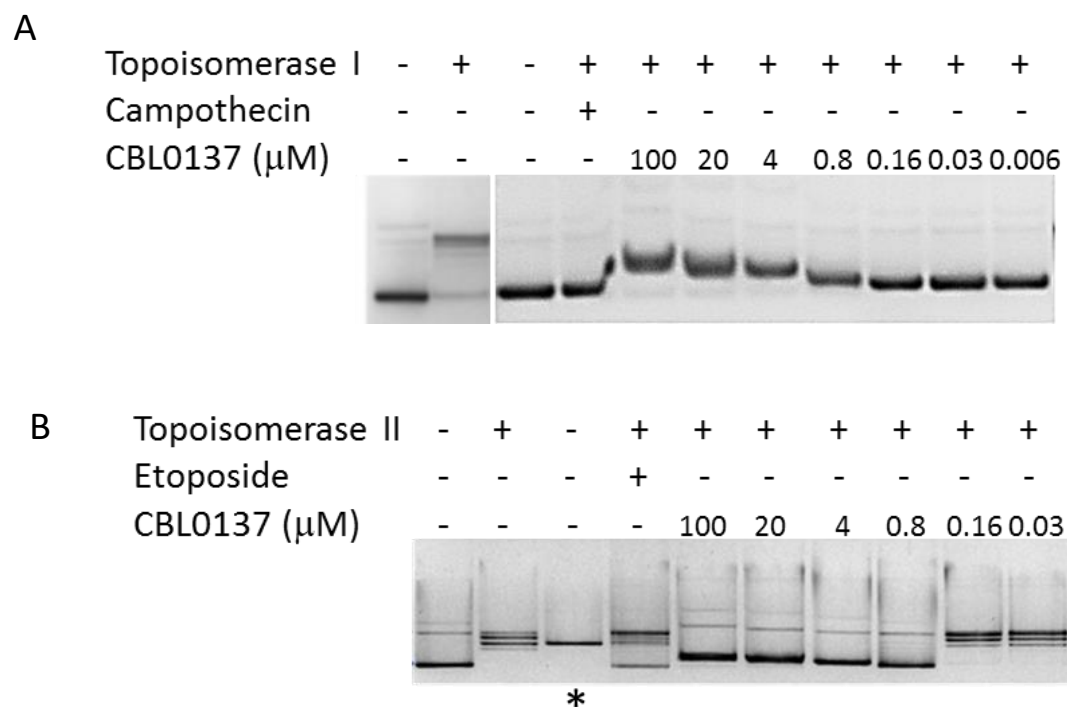 A
Topoisomerase I - + - + + + + + + + +
Campothecin - - - + - - - - - - -
CBL0137 (μM) - - - - 100 20 4 0.8 0.16 0.03 0.006
B
Topoisomerase II - + - + + + + + + +
Etoposide - - - + - - - - - -
CBL0137 (μM) - - - - 100 20 4 0.8 0.16 0.03
*